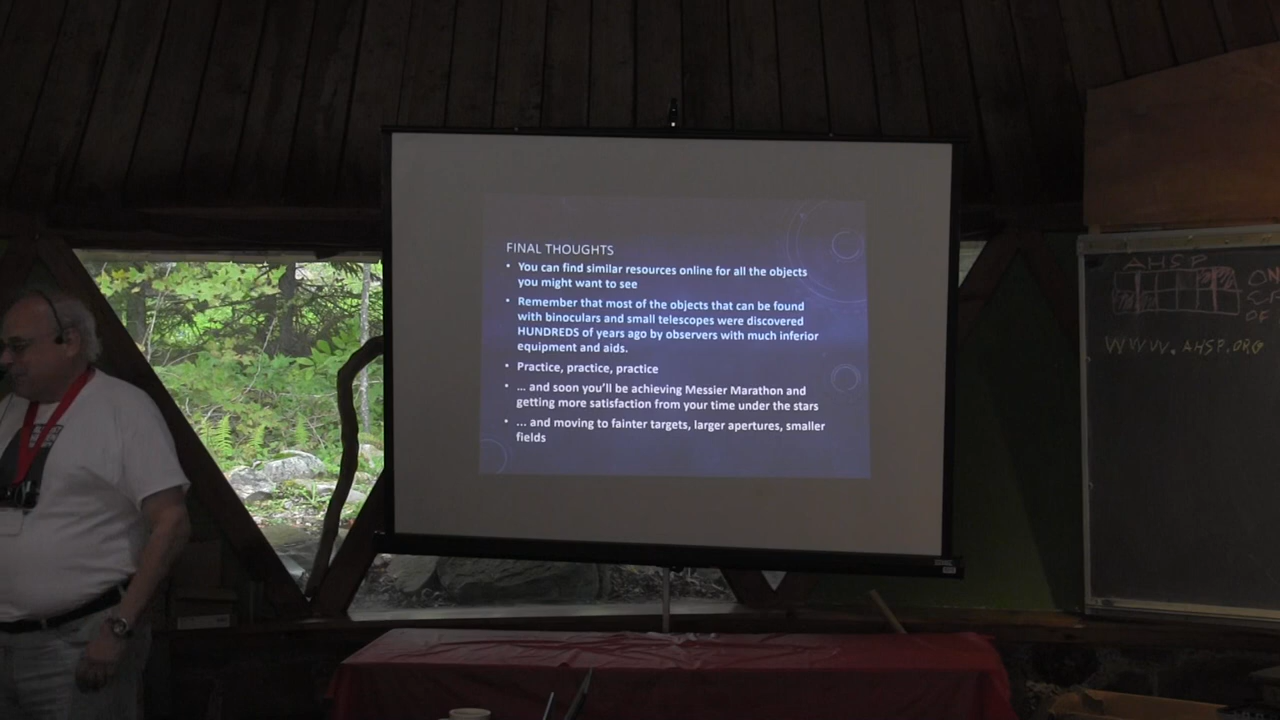 FINAL THOUGHTS
• You can find similar resources online for all the objects
you might want to see
• Remember that most of the objects that can be found
with binoculars and small telescopes were discovered
HUNDREDS of years ago by observers with much inferior
equipment and aids.
• Practice, practice, practice
• ... and soon you'll be achieving Messier Marathon and
getting more satisfaction from your time under the stars
• ... and moving to fainter targets, larger apertures, smaller
fields
AHSP
OF
WWW.AHSP.ORG